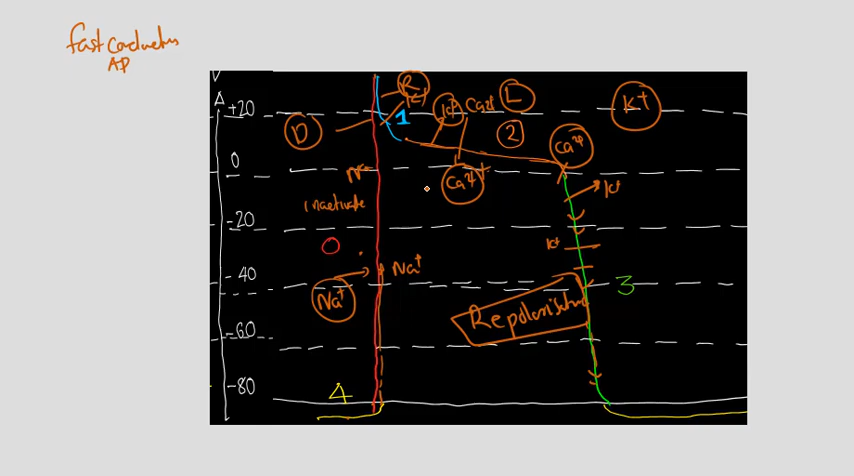 fast conductors
AP
+20
0
-20
-40
-60
-80
D
R
K+
1
K+
Ca2+
L
2
K+
Ca2+
Ca2+
K+
K+
Inactivate
0
Na+
Na+
3
Repolarisation
4